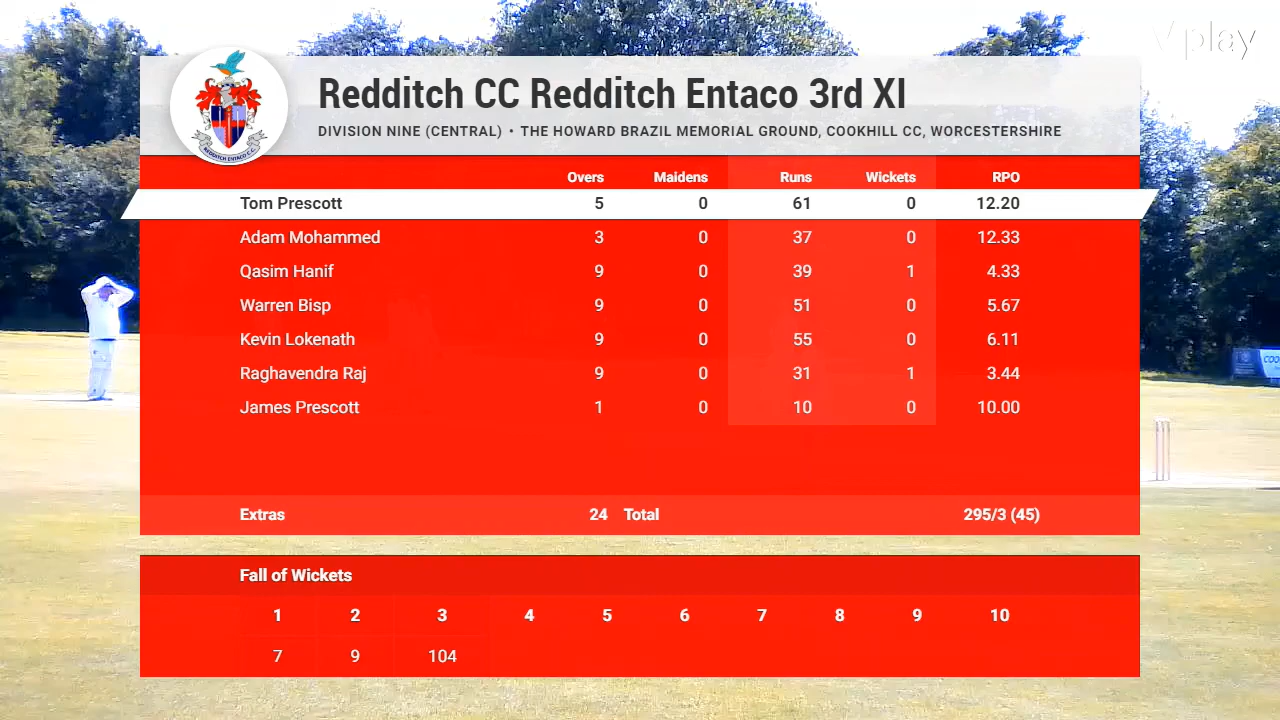 V play
Redditch CC Redditch Entaco 3rd XI
DIVISION NINE (CENTRAL) • THE HOWARD BRAZIL MEMORIAL GROUND, COOKHILL CC, WORCESTERSHIRE
REDDITCH ENTACO C.C.
Overs Maidens Runs Wickets RPO
Tom Prescott 5 0 61 0 12.20
Adam Mohammed 3 0 37 0 12.33
Qasim Hanif 9 0 39 1 4.33
Warren Bisp 9 0 51 0 5.67
Kevin Lokenath 9 0 55 0 6.11
Raghavendra Raj 9 0 31 1 3.44
James Prescott 1 0 10 0 10.00
COO
Extras 24 Total 295/3 (45)
Fall of Wickets
1 2 3 4 5 6 7 8 9 10
7 9 104